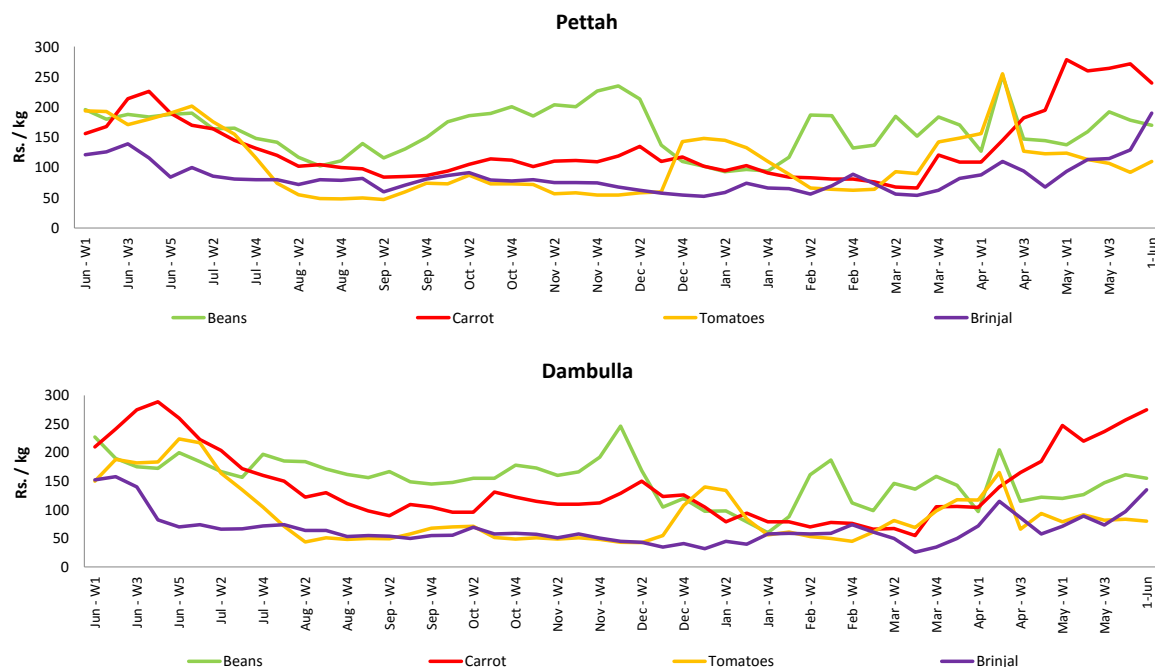 Pettah
Rs. / kg
300
250
200
150
100
50
0
Jun - W1
Jun - W3
Jun - W5
Jul - W2
Jul - W4
Aug - W2
Aug - W4
Sep - W2
Sep - W4
Oct - W2
Oct - W4
Nov - W2
Nov - W4
Dec - W2
Dec - W4
Jan - W2
Jan - W4
Feb - W2
Feb - W4
Mar - W2
Mar - W4
Apr - W1
Apr - W3
May - W1
May - W3
1-Jun
Beans Carrot Tomatoes Brinjal
Dambulla
Rs. / kg
300
250
200
150
100
50
0
Jun - W1
Jun - W3
Jun - W5
Jul - W2
Jul - W4
Aug - W2
Aug - W4
Sep - W2
Sep - W4
Oct - W2
Oct - W4
Nov - W2
Nov - W4
Dec - W2
Dec - W4
Jan - W2
Jan - W4
Feb - W2
Feb - W4
Mar - W2
Mar - W4
Apr - W1
Apr - W3
May - W1
May - W3
1-Jun
Beans Carrot Tomatoes Brinjal